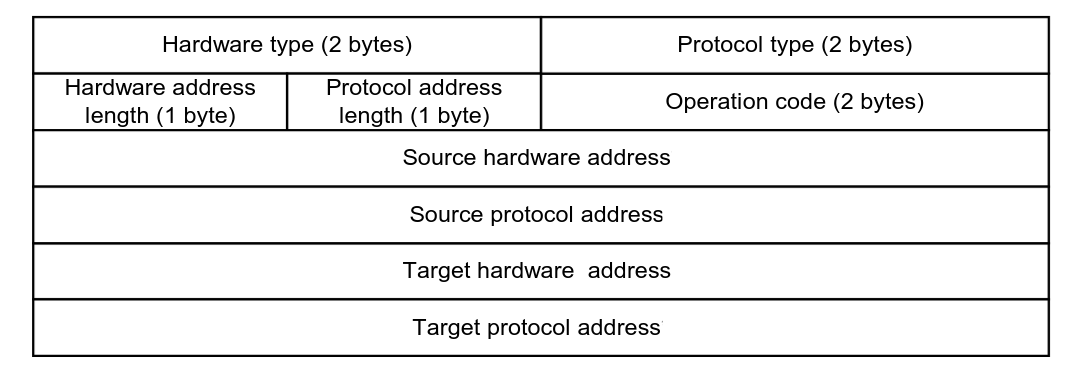 Hardware type (2 bytes)
Protocol type (2 bytes)
Hardware address
length (1 byte)
Protocol address
length (1 byte)
Operation code (2 bytes)
Source hardware address
Source protocol address
Target hardware  address
Target protocol address